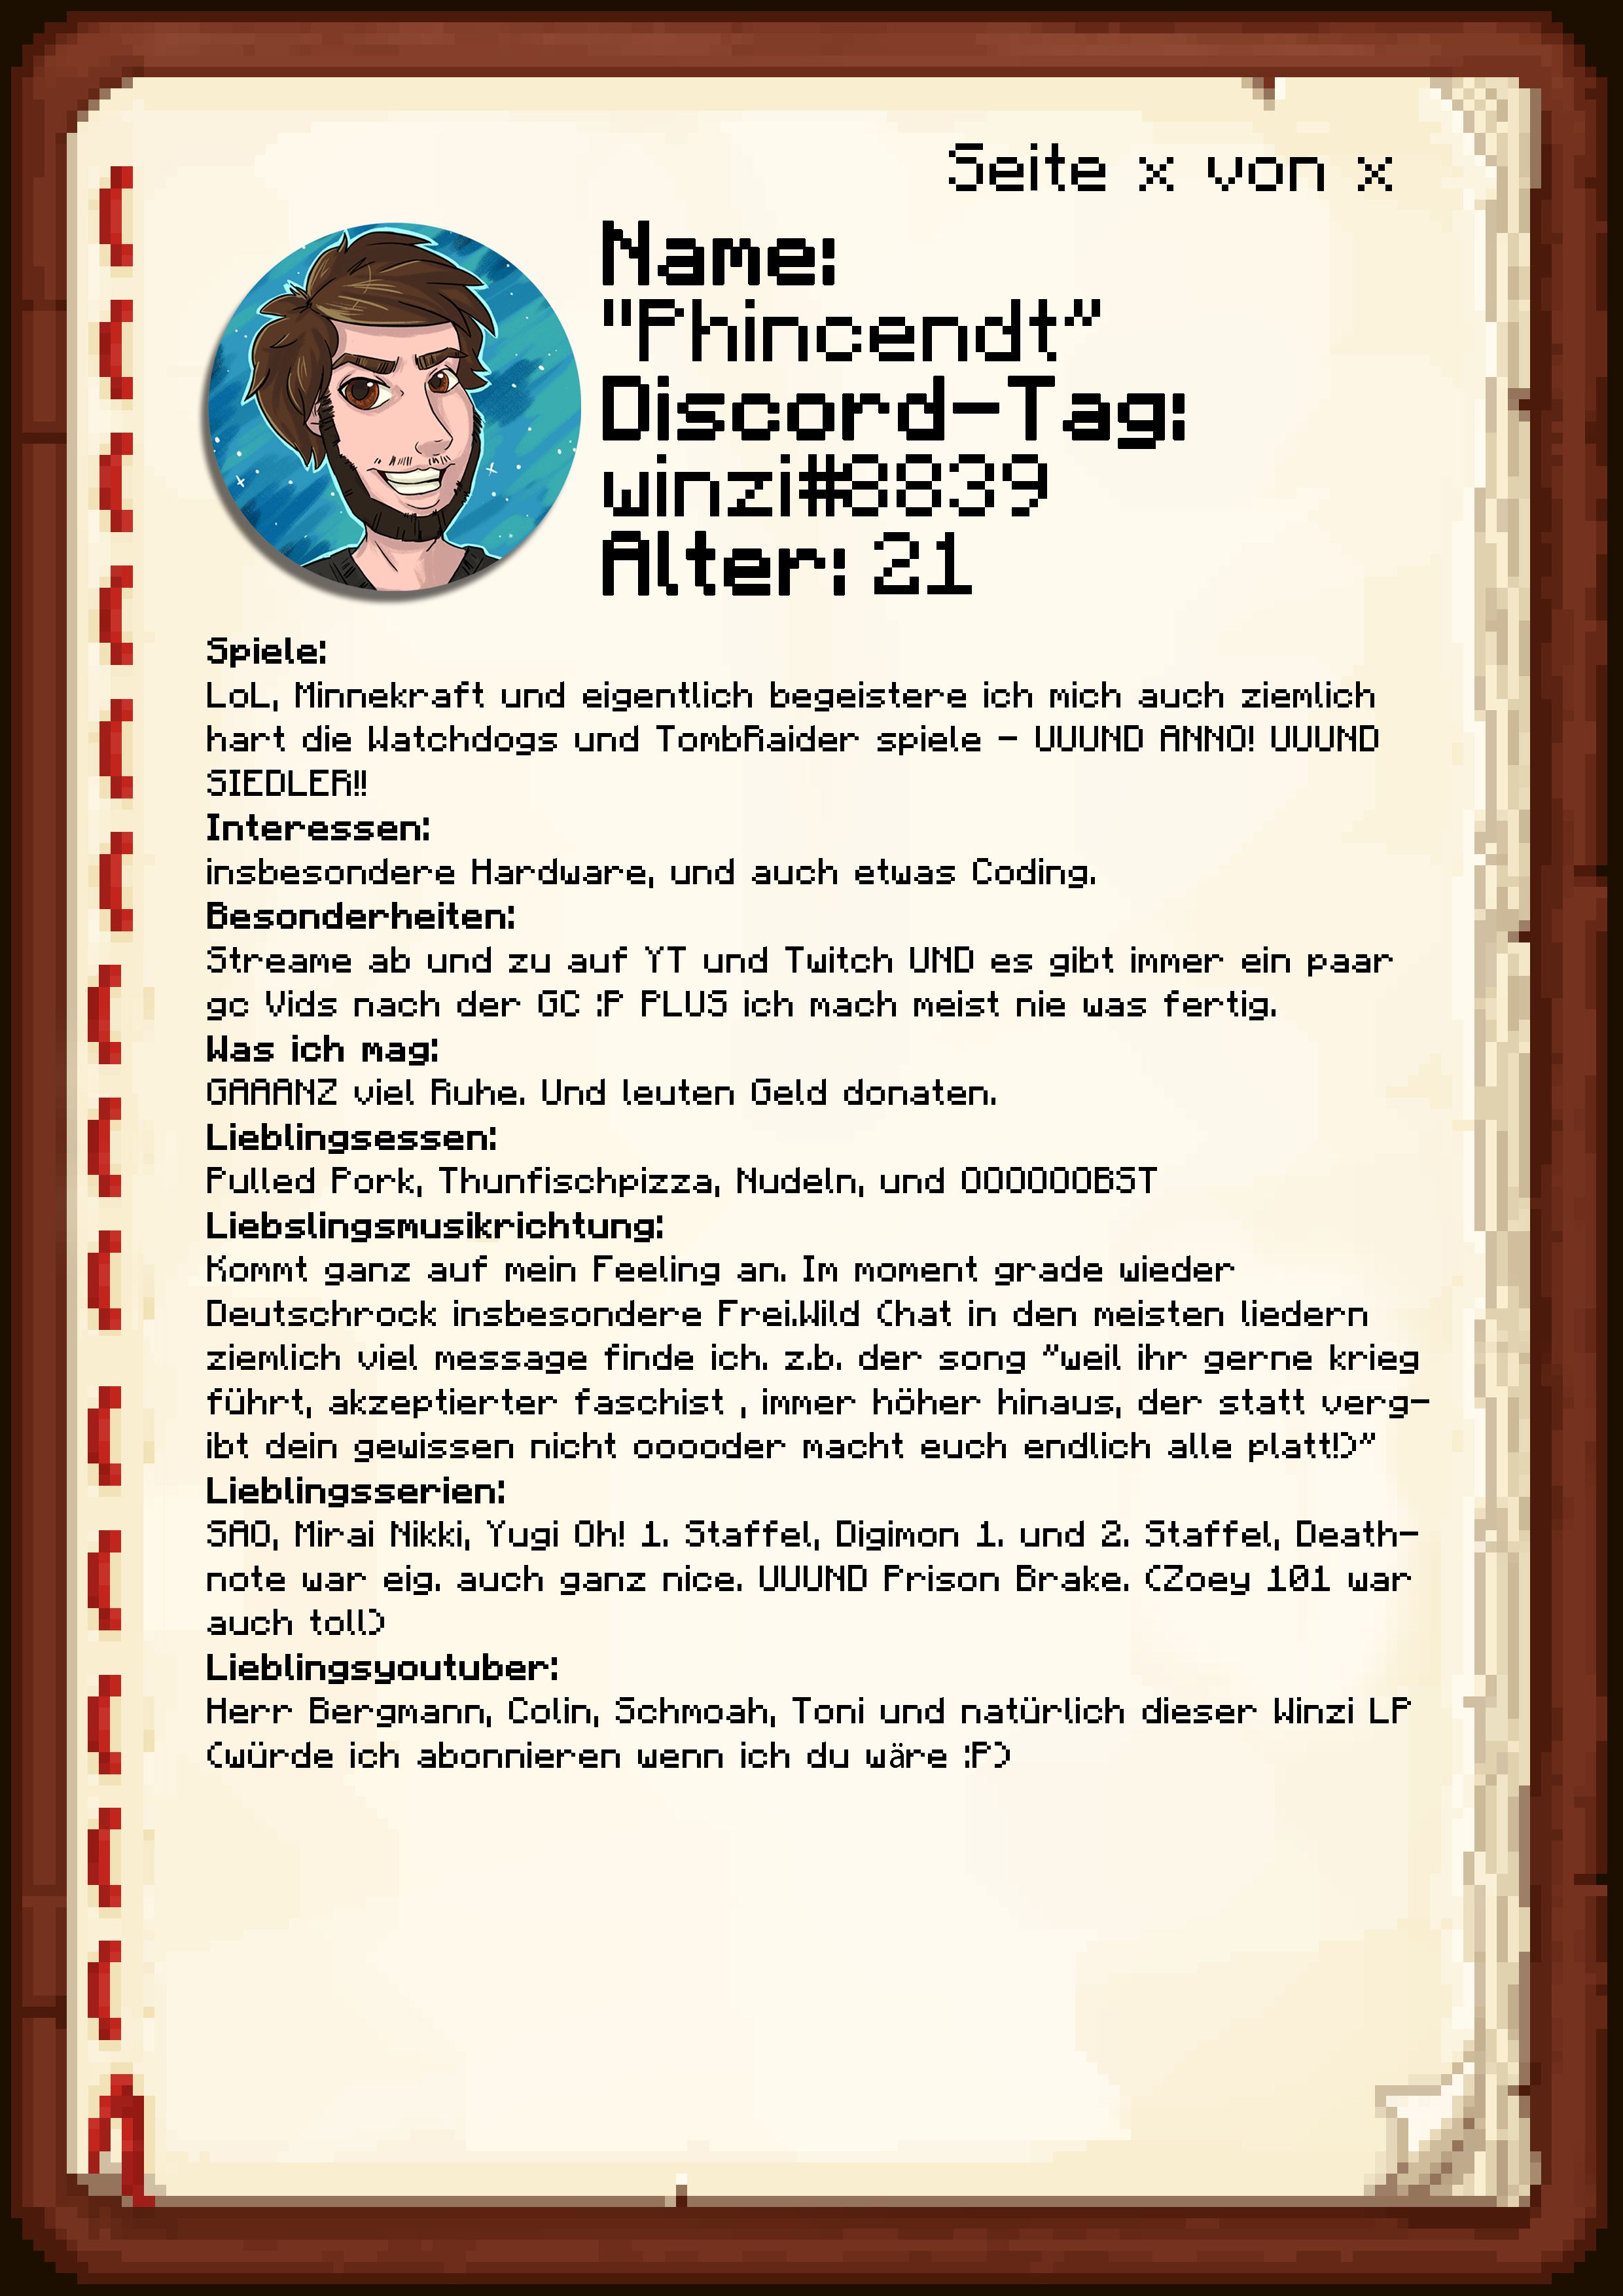 Seite x von x
Name:
"Phincendt"
Discord-Tag:
winzi#8839
Alter: 21
Spiele:
LoL, Minnekraft und eigentlich begeistere ich mich auch ziemlich
hart die Watchdogs und TombRaider spiele - UUUND ANNO! UUUND
SIEDLER!!
Interessen:
insbesondere Hardware, und auch etwas Coding.
Besonderheiten:
Streame ab und zu auf YT und Twitch UND es gibt immer ein paar
gc Vids nach der GC :P PLUS ich mach meist nie was fertig.
Was ich mag:
GAAANZ viel Ruhe. Und leuten Geld donaten.
Lieblingsessen:
Pulled Pork, Thunfischpizza, Nudeln, und OOOOOOBST
Liebslingsmusikrichtung:
Kommt ganz auf mein Feeling an. Im moment grade wieder
Deutschrock insbesondere Frei.Wild (hat in den meisten liedern
ziemlich viel message finde ich. z.b. der song "weil ihr gerne krieg
führt, akzeptierter faschist , immer höher hinaus, der statt verg-
ibt dein gewissen nicht ooooder macht euch endlich alle platt!)"
Lieblingsserien:
SAO, Mirai Nikki, Yugi Oh! 1. Staffel, Digimon 1. und 2. Staffel, Death-
note war eig. auch ganz nice. UUUND Prison Brake. (Zoey 101 war
auch toll)
Lieblingsyoutuber:
Herr Bergmann, Colin, Schmoah, Toni und natürlich dieser Winzi LP
(würde ich abonnieren wenn ich du wäre :P)